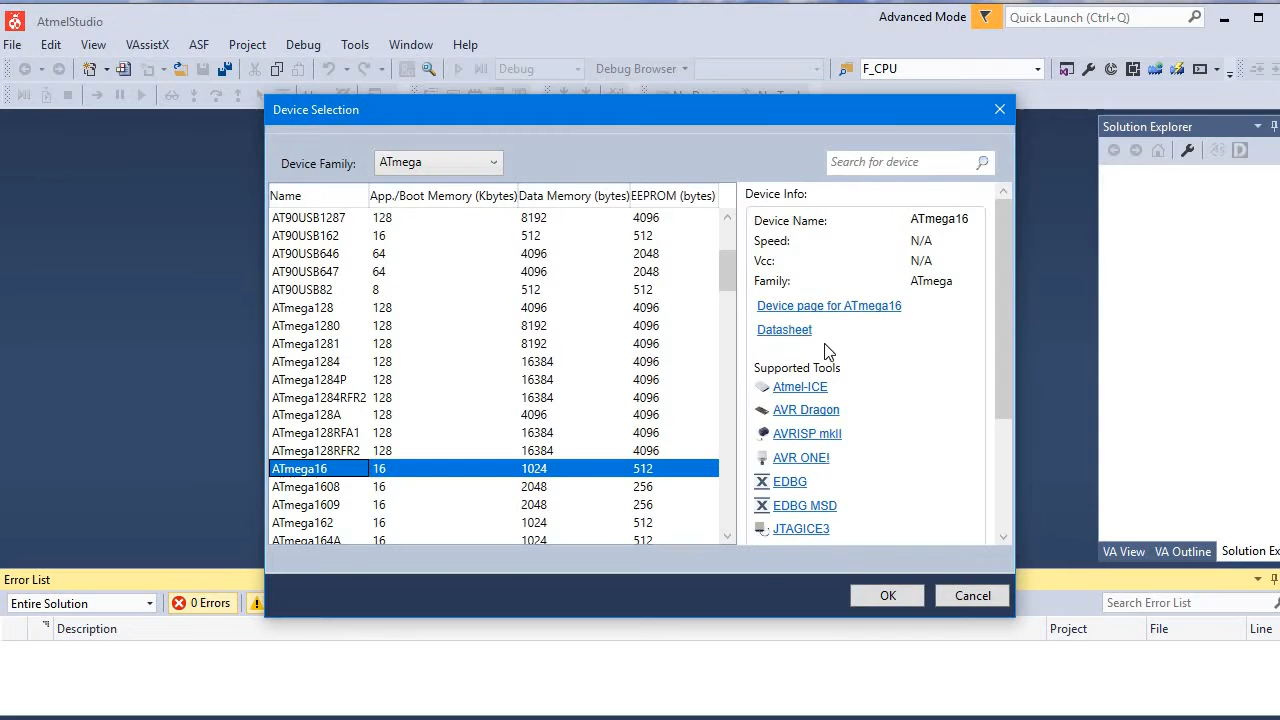 AtmelStudio
Advanced Mode
Quick Launch (Ctrl+Q)
File Edit View VAssistX ASF Project Debug Tools Window Help
Debug Debug Browser F_CPU
Device Selection
Device Family: ATmega
Search for device
Name App./Boot Memory (Kbytes) Data Memory (bytes) EEPROM (bytes)
AT90USB1287 128 8192 4096
AT90USB162 16 512 512
AT90USB646 64 4096 2048
AT90USB647 64 4096 2048
AT90USB82 8 512 512
ATmega128 128 4096 4096
ATmega1280 128 8192 4096
ATmega1281 128 8192 4096
ATmega1284 128 16384 4096
ATmega1284P 128 16384 4096
ATmega1284RFR2 128 16384 4096
ATmega128A 128 4096 4096
ATmega128RFA1 128 16384 4096
ATmega128RFR2 128 16384 4096
ATmega16 16 1024 512
ATmega1608 16 2048 256
ATmega1609 16 2048 256
ATmega162 16 1024 512
ATmega164A 16 1024 512
Device Info:
Device Name: ATmega16
Speed: N/A
Vcc: N/A
Family: ATmega
Device page for ATmega16
Datasheet
Supported Tools
Atmel-ICE
AVR Dragon
AVRISP mkII
AVR ONE!
EDBG
EDBG MSD
JTAGICE3
OK Cancel
Solution Explorer
VA View VA Outline Solution Ex
Error List
Entire Solution 0 Errors
Search Error List
Description Project File Line